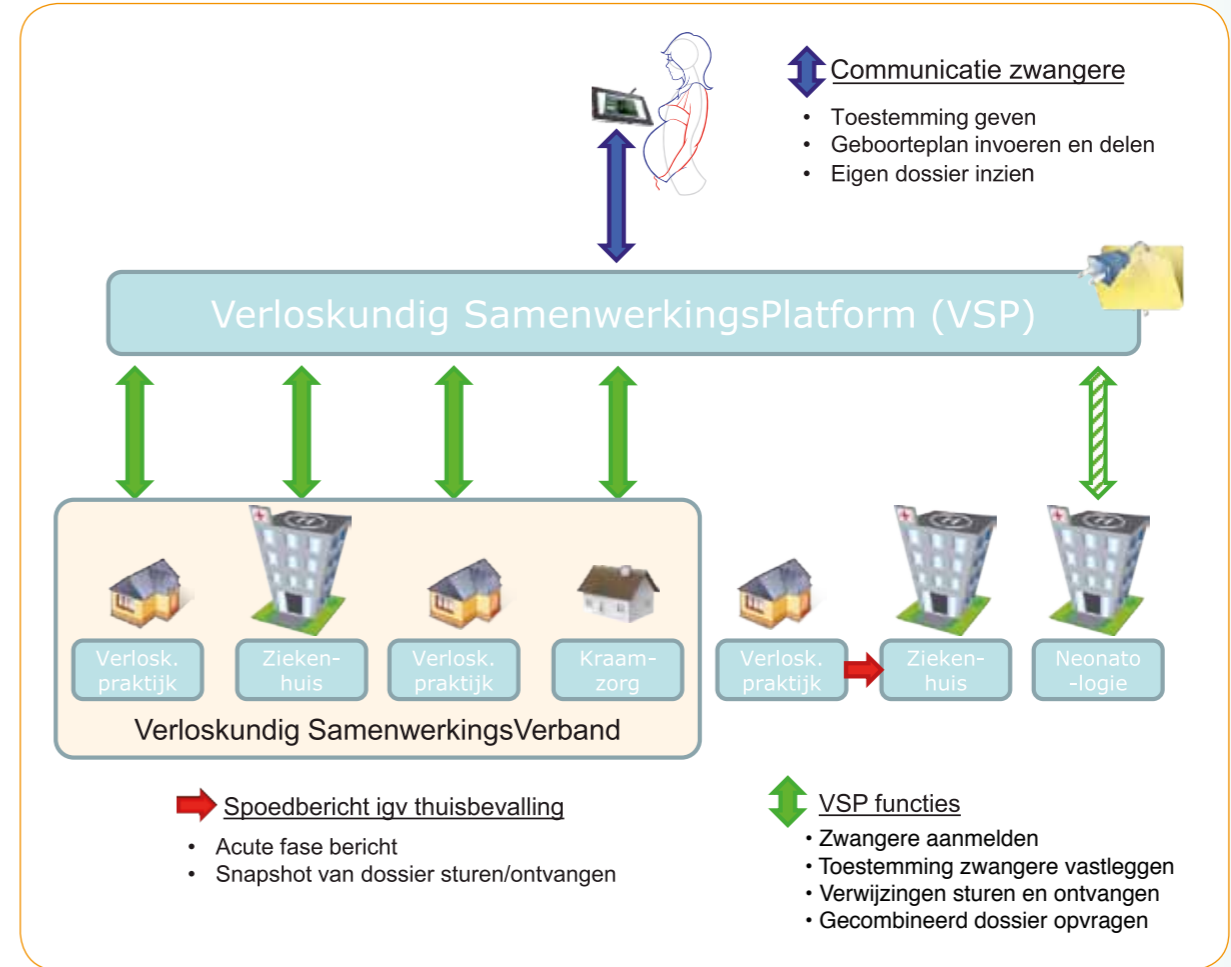 Communicatie zwangere
• Toestemming geven
• Geboorteplan invoeren en delen
• Eigen dossier inzien
Verloskundig SamenwerkingsPlatform (VSP)
Verlosk.
praktijk
Zieken-
huis
Verlosk.
praktijk
Kraam-
zorg
Verlosk.
praktijk
Zieken-
huis
Neonato
-logie
Verloskundig SamenwerkingsVerband
Spoedbericht igv thuisbevalling
• Acute fase bericht
• Snapshot van dossier sturen/ontvangen
VSP functies
• Zwangere aanmelden
• Toestemming zwangere vastleggen
• Verwijzingen sturen en ontvangen
• Gecombineerd dossier opvragen